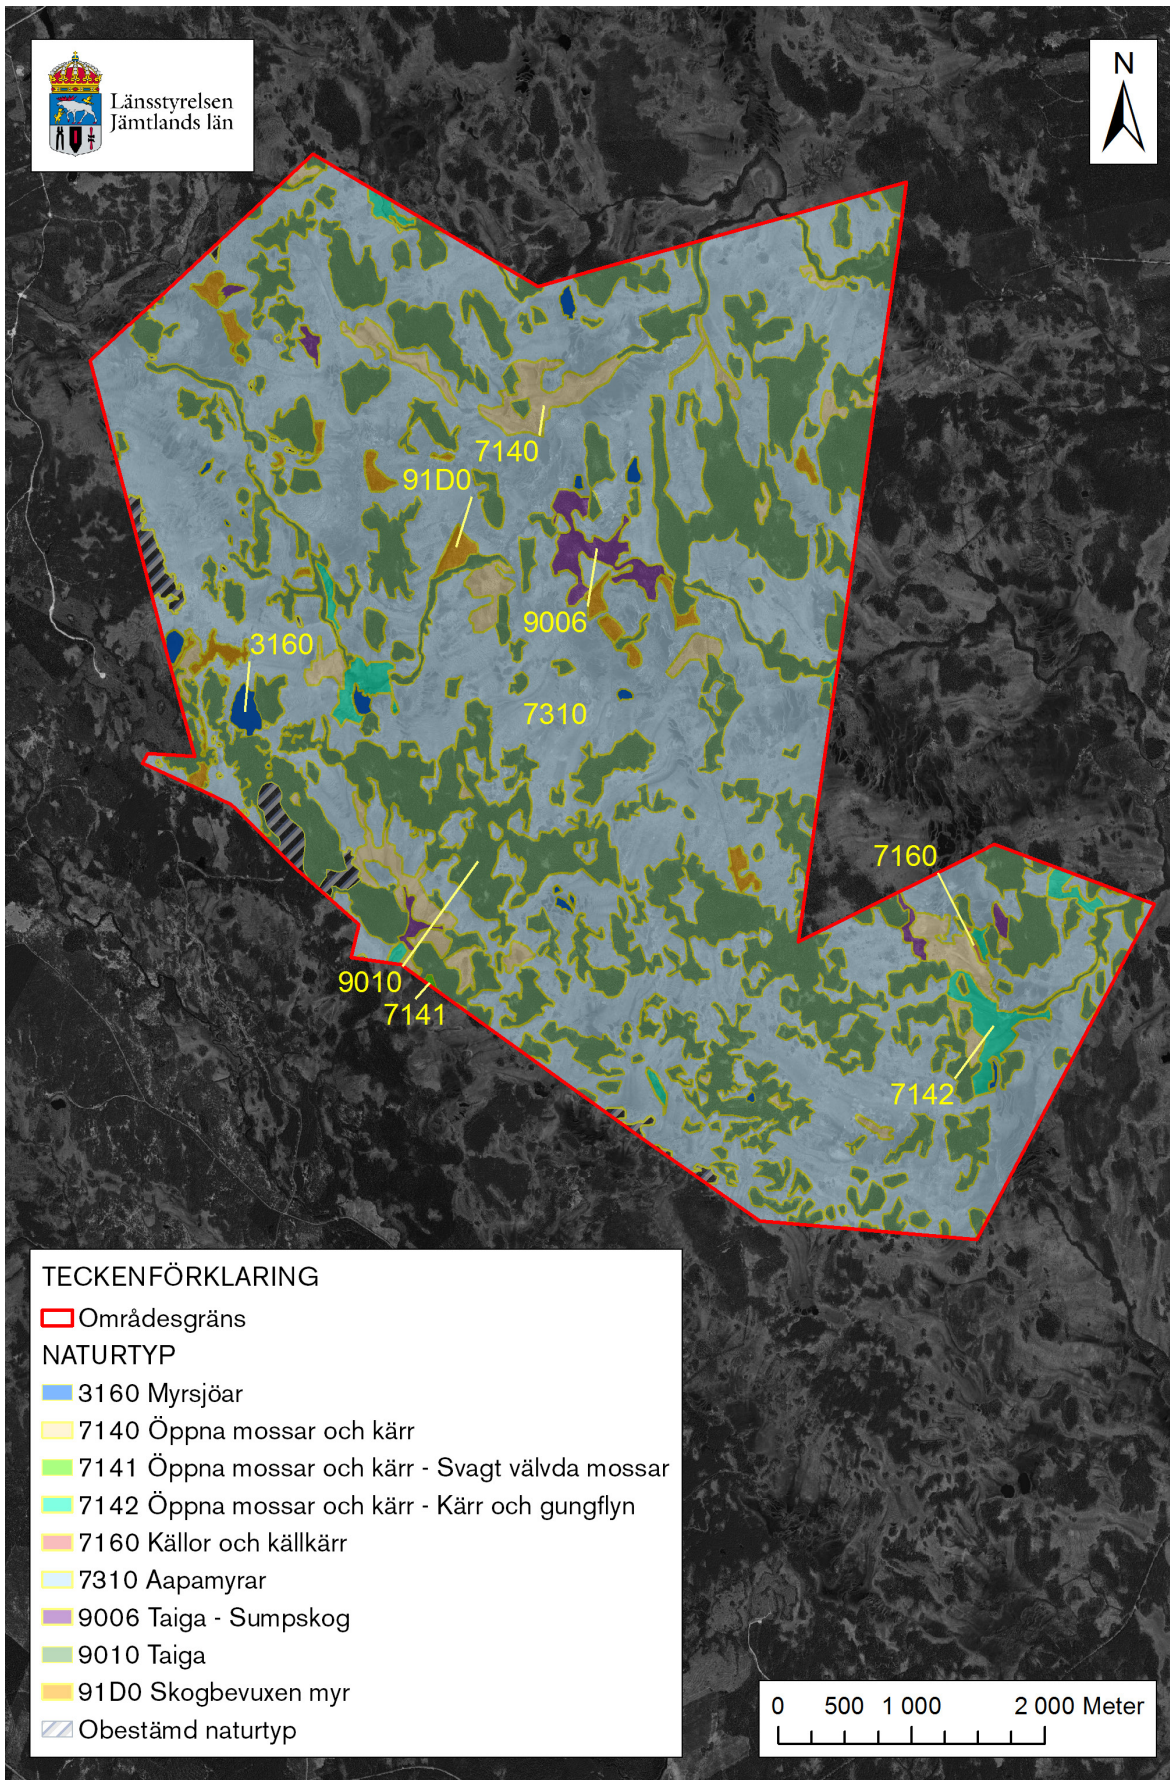 Länsstyrelsen
Jämtlands län
N
7140
91D0
9006
3160
7310
7160
9010
7141
7142
TECKENFÖRKLARING
Områdesgräns
NATURTYP
3160 Myrsjöar
7140 Öppna mossar och kärr
7141 Öppna mossar och kärr - Svagt välvda mossar
7142 Öppna mossar och kärr - Kärr och gungflyn
7160 Källor och källkärr
7310 Aapamyrar
9006 Taiga - Sumpskog
9010 Taiga
91D0 Skogbevuxen myr
Obestämd naturtyp
0 500 1 000 2 000 Meter